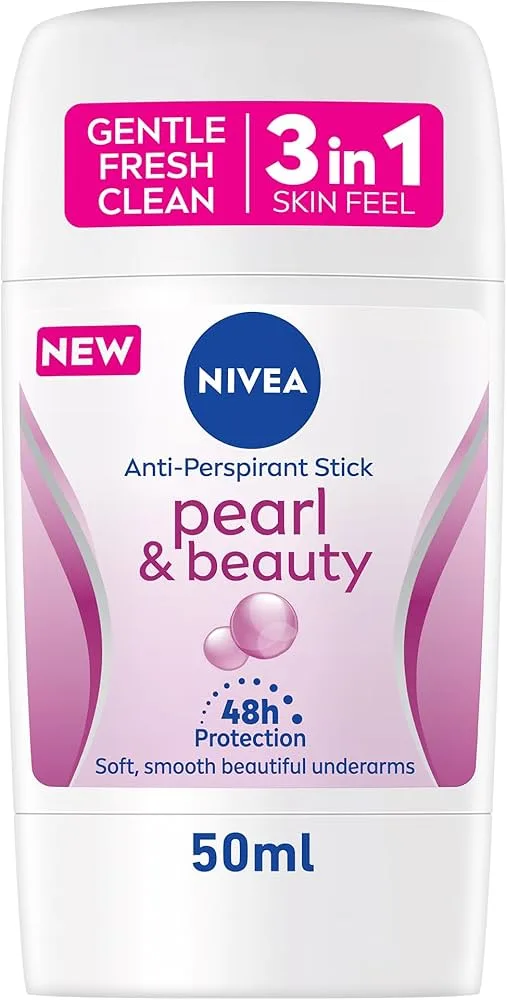 GENTLE
FRESH
CLEAN
3 in 1
SKIN FEEL
NEW
NIVEA
Anti-Perspirant Stick
pearl
& beauty
48h
Protection
Soft, smooth beautiful underarms
50ml